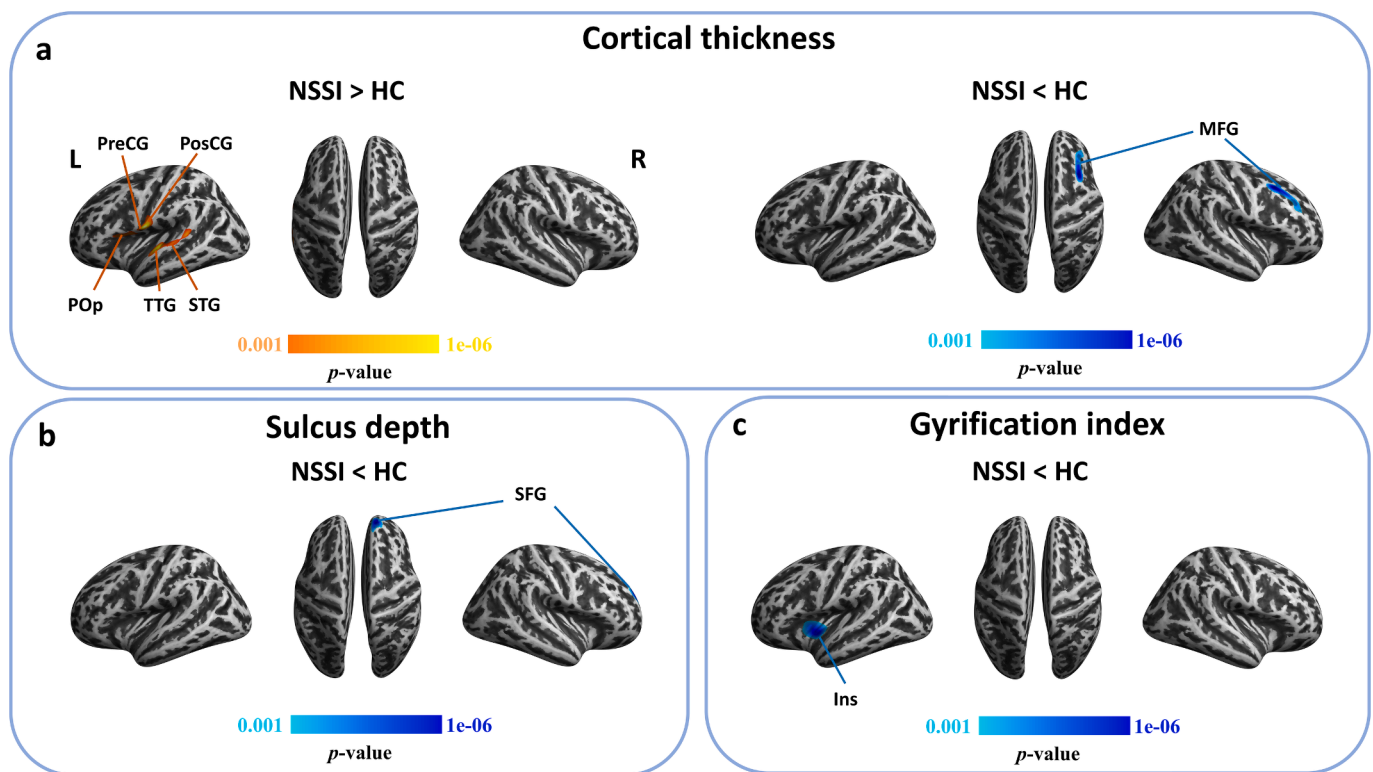 a
Cortical thickness
NSSI > HC
NSSI < HC
L
PreCG
PosCG
R
MFG
POp
TTG
STG
0.001
1e-06
p-value
0.001
1e-06
p-value
b
Sulcus depth
NSSI < HC
SFG
0.001
1e-06
p-value
c
Gyrification index
NSSI < HC
Ins
0.001
1e-06
p-value